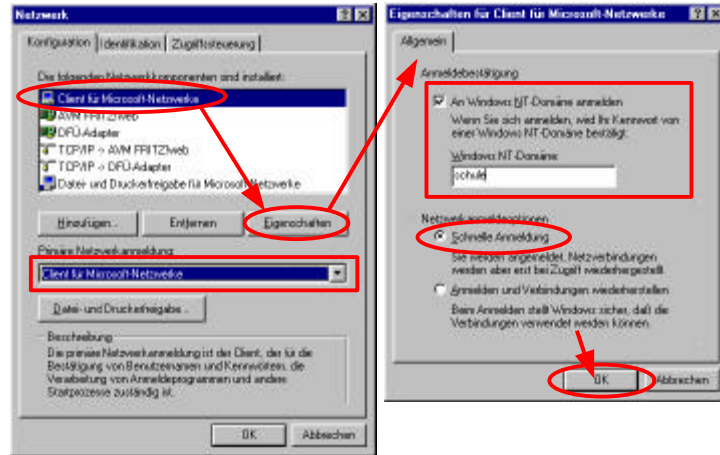 Netzwerk
Konfiguration
Identifikation
Zugriffssteuerung
Die folgenden Netzwerkkomponenten sind installiert:
Client für Microsoft-Netzwerke
AVM FRITZ!web
DFÜ-Adapter
TCP/IP -> AVM FRITZ!web
TCP/IP -> DFÜ-Adapter
Datei- und Druckerfreigabe für Microsoft-Netzwerke
Hinzufügen...
Entfernen
Eigenschaften
Primäre Netzwerkanmeldung:
Client für Microsoft-Netzwerke
Datei- und Druckerfreigabe...
Beschreibung
Die primäre Netzwerkanmeldung ist der Client, der für die
Bestätigung von Benutzernamen und Kennwörtern, die
Verarbeitung von Anmeldeprogrammen und andere
Startprozesse zuständig ist.
OK
Abbrechen
Eigenschaften für Client für Microsoft-Netzwerke
Allgemein
Anmeldebestätigung
An Windows NT-Domäne anmelden
Wenn Sie sich anmelden, wird Ihr Kennwort von
einer Windows NT-Domäne bestätigt.
Windows NT-Domäne:
schule
Netzwerkanmeldeoptionen
Schnelle Anmeldung
Sie werden angemeldet, Netzverbindungen
werden aber erst bei Zugriff wiederhergestellt.
Anmelden und Verbindungen wiederherstellen
Beim Anmelden stellt Windows sicher, daß die
Verbindungen verwendet werden können.
OK
Abbrechen